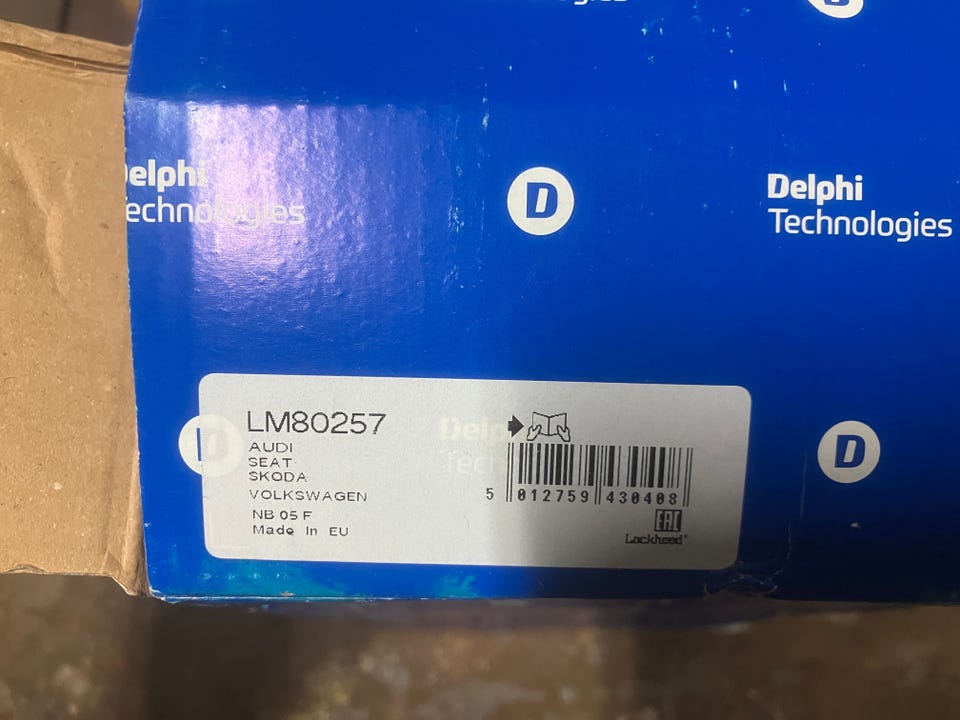 Delphi
Technologies
D
Delphi
Technologies
LM80257
AUDI
SEAT
SKODA
VOLKSWAGEN
NB 05 F
Made In EU
5 012759 430408
EAC
Lockheed
D